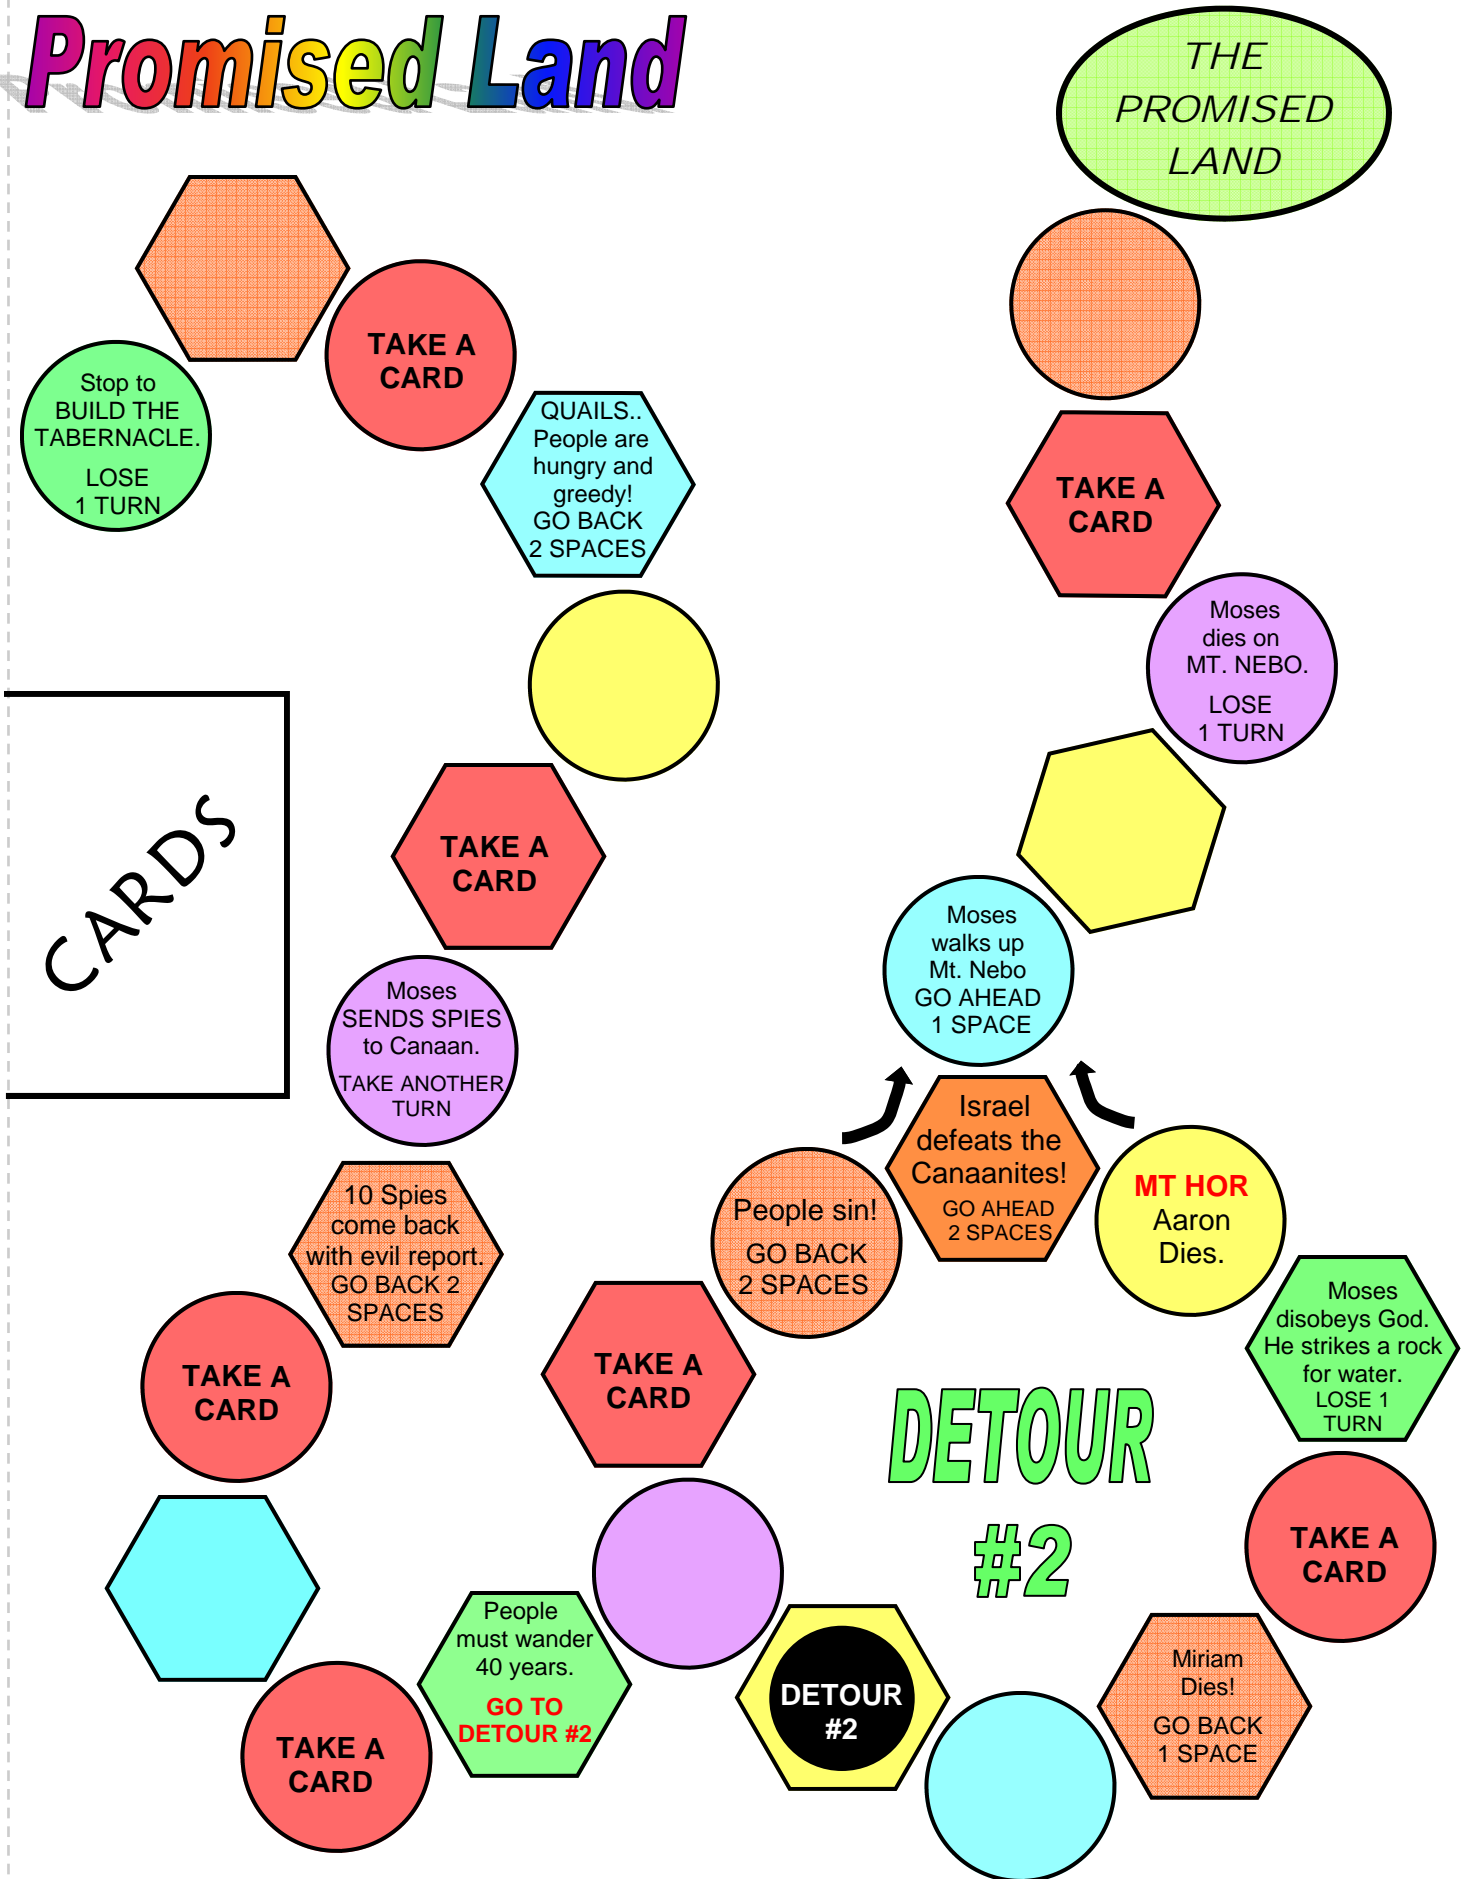 Promised Land
THE
PROMISED
LAND
Stop to
BUILD THE
TABERNACLE.
LOSE
1 TURN
TAKE A
CARD
QUAILS..
People are
hungry and
greedy!
GO BACK
2 SPACES
TAKE A
CARD
Moses
SENDS SPIES
to Canaan.
TAKE ANOTHER
TURN
10 Spies
come back
with evil report.
GO BACK 2
SPACES
TAKE A
CARD
TAKE A
CARD
People
must wander
40 years.
GO TO
DETOUR #2
CARDS
TAKE A
CARD
People sin!
GO BACK
2 SPACES
DETOUR
#2
DETOUR
#2
Miriam
Dies!
GO BACK
1 SPACE
TAKE A
CARD
Moses
disobeys God.
He strikes a rock
for water.
LOSE 1
TURN
MT HOR
Aaron
Dies.
Israel
defeats the
Canaanites!
GO AHEAD
2 SPACES
Moses
walks up
Mt. Nebo
GO AHEAD
1 SPACE
Moses
dies on
MT. NEBO.
LOSE
1 TURN
TAKE A
CARD